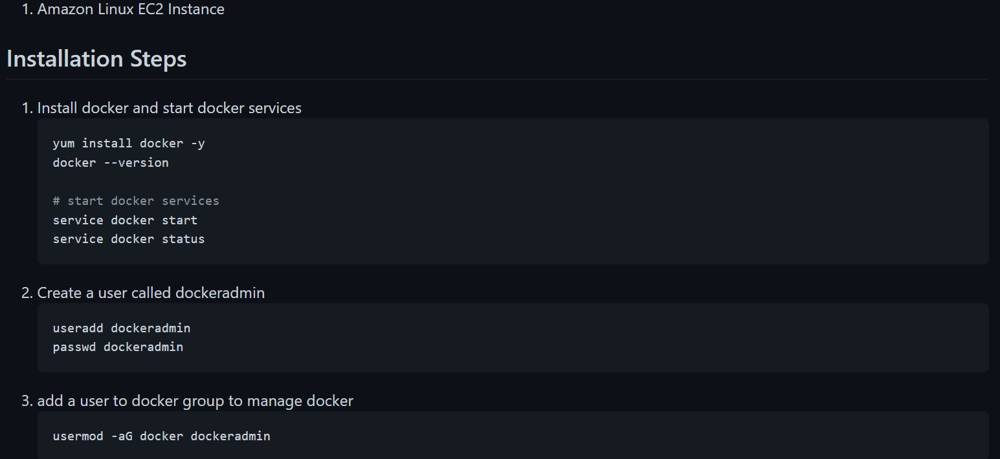 1. Amazon Linux EC2 Instance
Installation Steps
1. Install docker and start docker services
yum install docker -y
docker --version
# start docker services
service docker start
service docker status
2. Create a user called dockeradmin
useradd dockeradmin
passwd dockeradmin
3. add a user to docker group to manage docker
usermod -aG docker dockeradmin